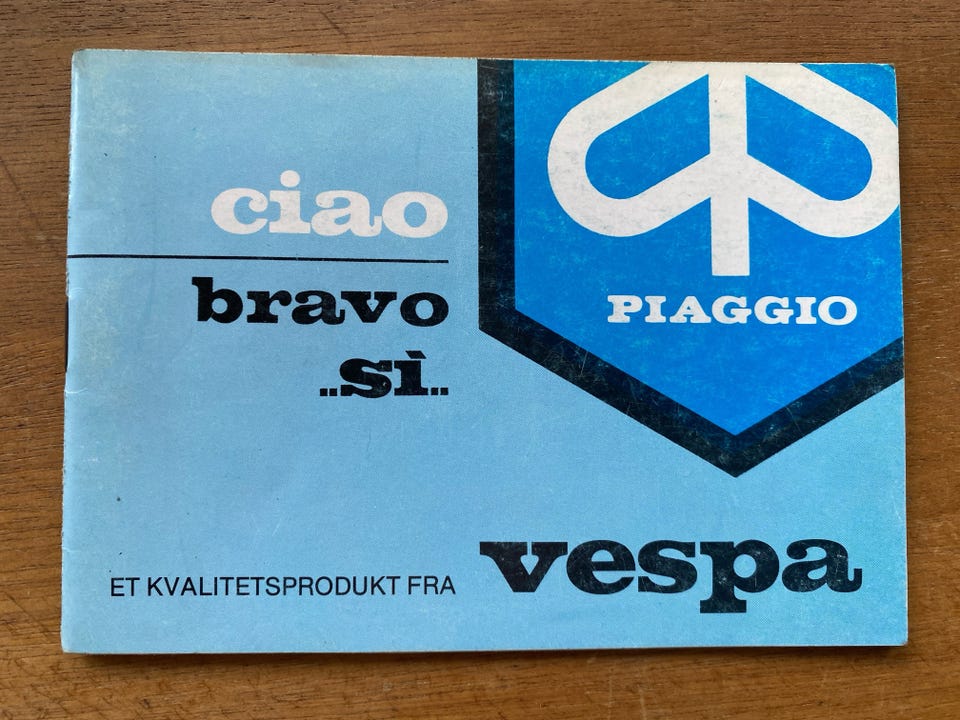 ciao
bravo
..sì..
PIAGGIO
ET KVALITETSPRODUKT FRA vespa